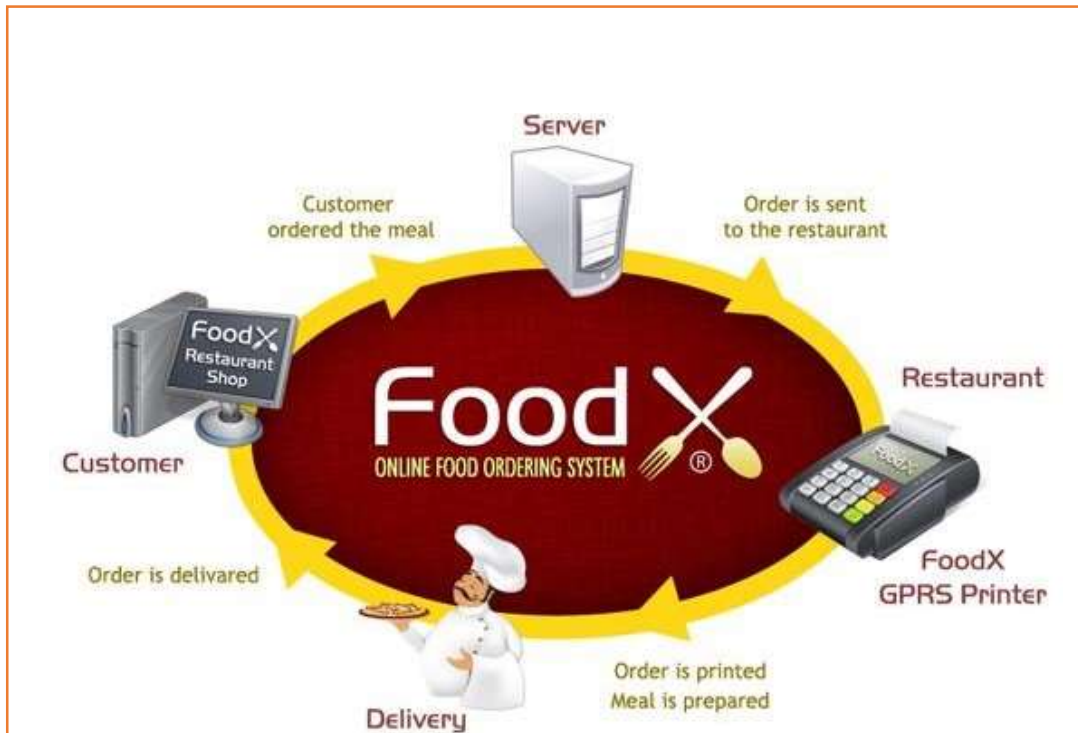 Server
Customer
ordered the meal
Order is sent
to the restaurant
FoodX
Restaurant
Shop
Customer
Restaurant
FoodX
FoodX
GPRS Printer
Food X
ONLINE FOOD ORDERING SYSTEM
®
Order is delivared
Order is printed
Meal is prepared
Delivery